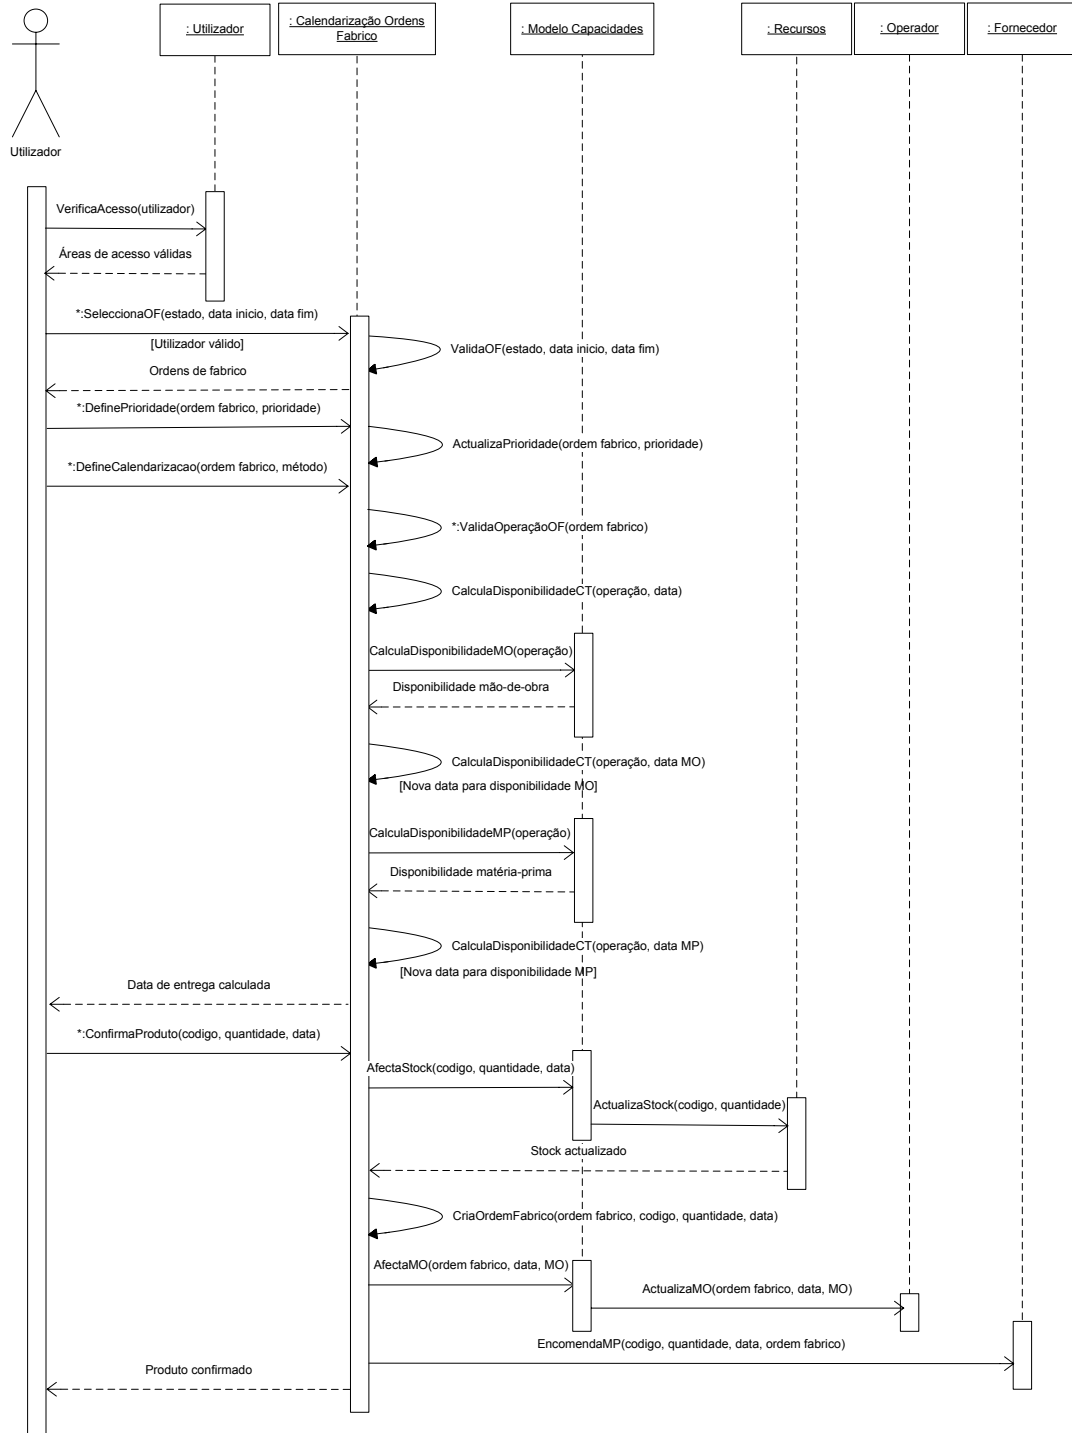 : Utilizador
: Calendarização Ordens
Fabrico
: Modelo Capacidades
: Recursos
: Operador
: Fornecedor
Utilizador
VerificaAcesso(utilizador)
Áreas de acesso válidas
*:SeleccionaOF(estado, data inicio, data fim)
[Utilizador válido]
ValidaOF(estado, data inicio, data fim)
Ordens de fabrico
*:DefinePrioridade(ordem fabrico, prioridade)
ActualizaPrioridade(ordem fabrico, prioridade)
*:DefineCalendarizacao(ordem fabrico, método)
*:ValidaOperaçãoOF(ordem fabrico)
CalculaDisponibilidadeCT(operação, data)
CalculaDisponibilidadeMO(operação)
Disponibilidade mão-de-obra
CalculaDisponibilidadeCT(operação, data MO)
[Nova data para disponibilidade MO]
CalculaDisponibilidadeMP(operação)
Disponibilidade matéria-prima
CalculaDisponibilidadeCT(operação, data MP)
[Nova data para disponibilidade MP]
Data de entrega calculada
*:ConfirmaProduto(codigo, quantidade, data)
AfectaStock(codigo, quantidade, data)
ActualizaStock(codigo, quantidade)
Stock actualizado
CriaOrdemFabrico(ordem fabrico, codigo, quantidade, data)
AfectaMO(ordem fabrico, data, MO)
ActualizaMO(ordem fabrico, data, MO)
EncomendaMP(codigo, quantidade, data, ordem fabrico)
Produto confirmado